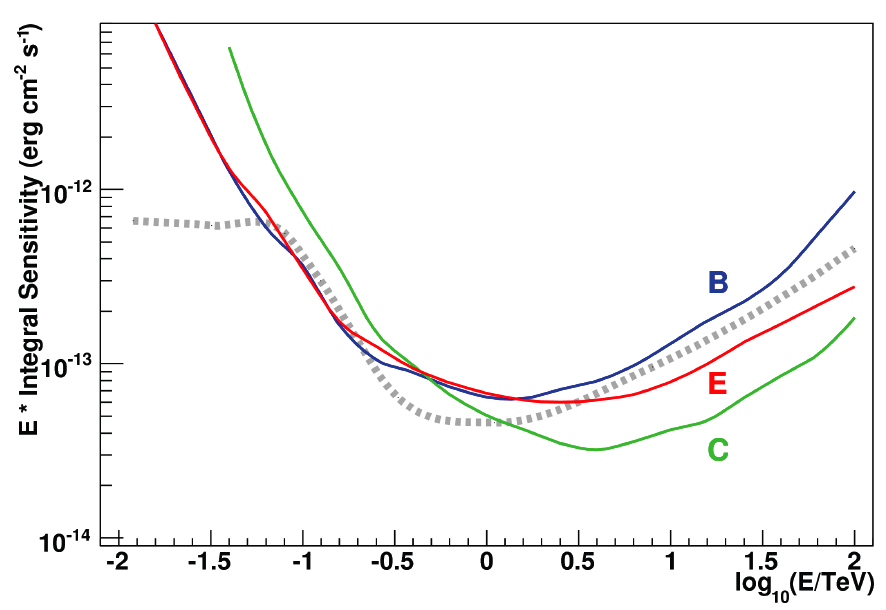 E * Integral Sensitivity (erg cm⁻² s⁻¹)
10⁻¹²
10⁻¹³
10⁻¹⁴
B
E
C
-2 -1.5 -1 -0.5 0 0.5 1 1.5 2
log₁₀(E/TeV)